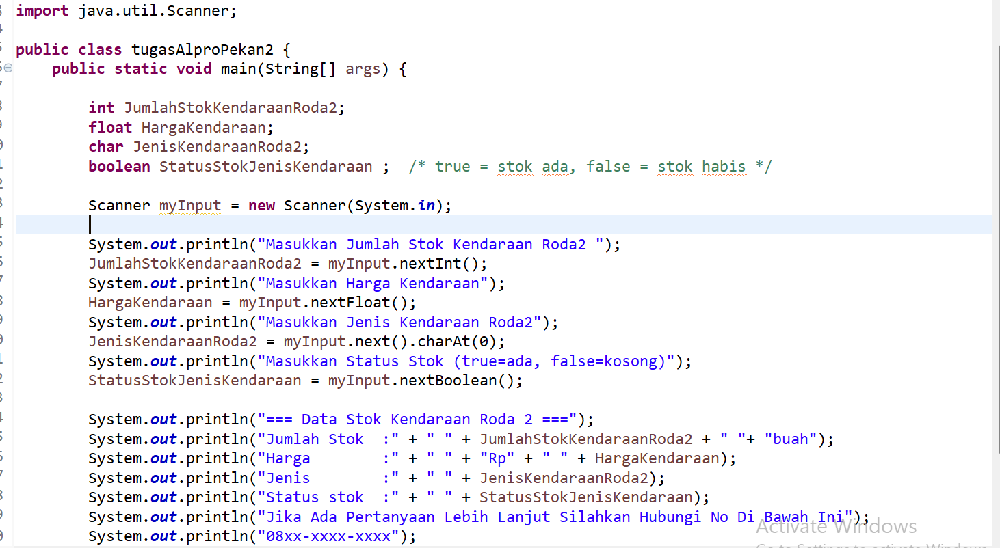 import java.util.Scanner;
public class tugasAlproPekan2 {
public static void main(String[] args) {
int JumlahStokKendaraanRoda2;
float HargaKendaraan;
char JenisKendaraanRoda2;
boolean StatusStokJenisKendaraan ;  /* true = stok ada, false = stok habis */
Scanner myInput = new Scanner(System.in);
System.out.println("Masukkan Jumlah Stok Kendaraan Roda2 ");
JumlahStokKendaraanRoda2 = myInput.nextInt();
System.out.println("Masukkan Harga Kendaraan");
HargaKendaraan = myInput.nextFloat();
System.out.println("Masukkan Jenis Kendaraan Roda2");
JenisKendaraanRoda2 = myInput.next().charAt(0);
System.out.println("Masukkan Status Stok (true=ada, false=kosong)");
StatusStokJenisKendaraan = myInput.nextBoolean();
System.out.println("=== Data Stok Kendaraan Roda 2 ===");
System.out.println("Jumlah Stok  :" + " " + JumlahStokKendaraanRoda2 + " "+ "buah");
System.out.println("Harga        :" + " " + "Rp" + " " + HargaKendaraan);
System.out.println("Jenis        :" + " " + JenisKendaraanRoda2);
System.out.println("Status stok  :" + " " + StatusStokJenisKendaraan);
System.out.println("Jika Ada Pertanyaan Lebih Lanjut Silahkan Hubungi No Di Bawah Ini");
System.out.println("08xx-xxxx-xxxx");
Activate Windows